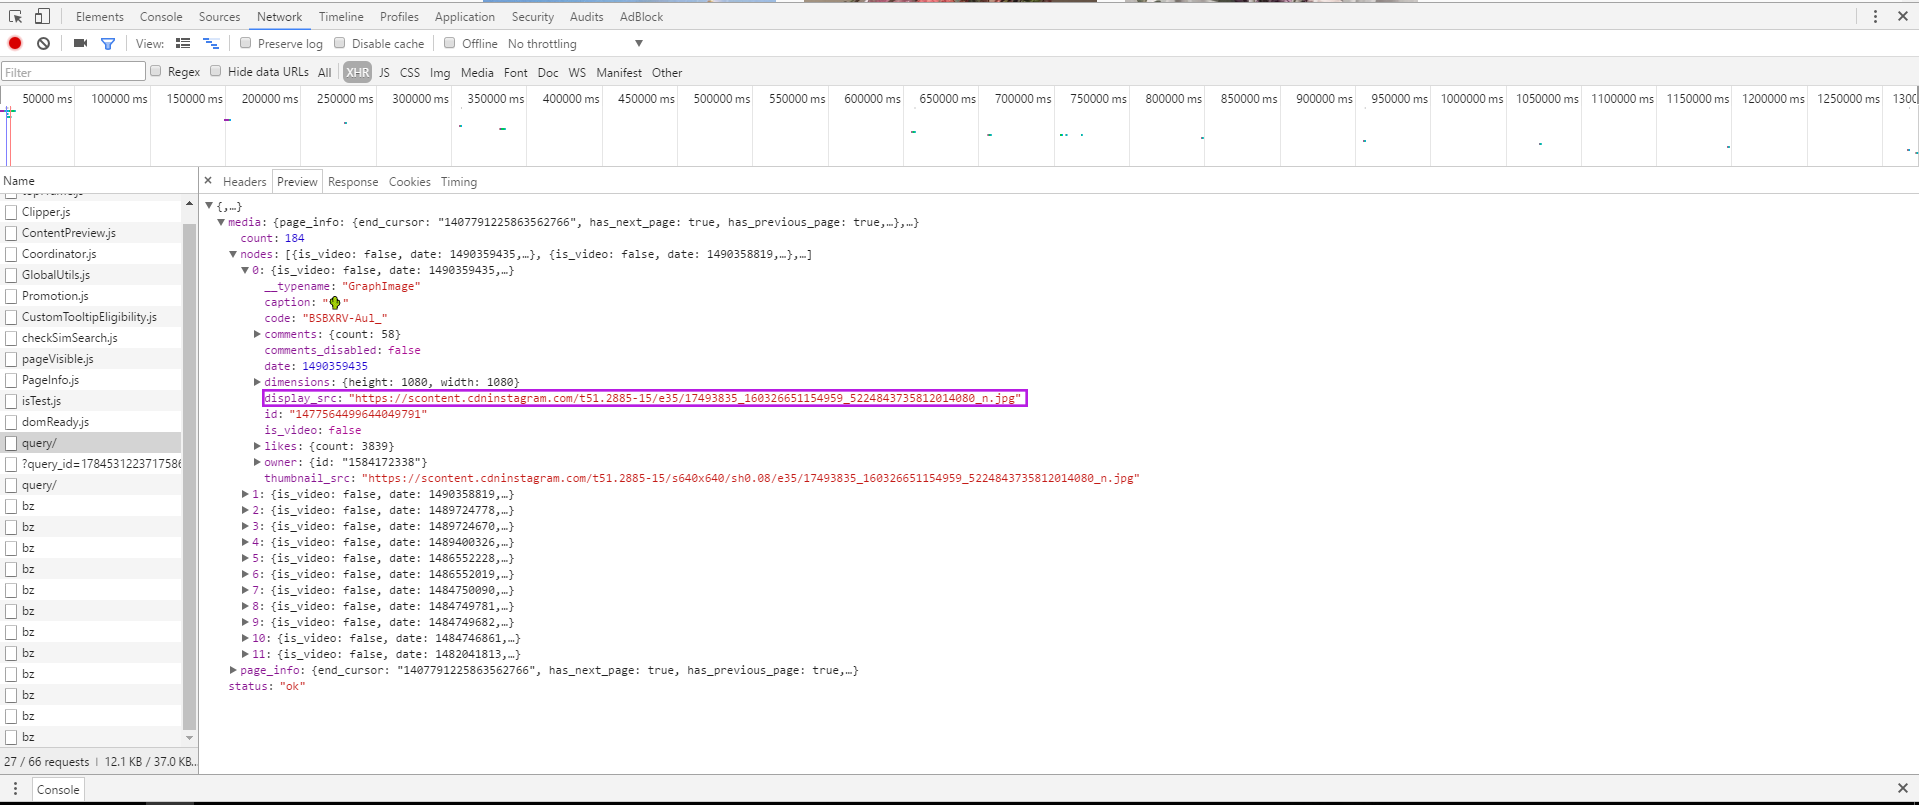 Elements Console Sources Network Timeline Profiles Application Security Audits AdBlock
View: Preserve log Disable cache Offline No throttling
Filter Regex Hide data URLs All XHR JS CSS Img Media Font Doc WS Manifest Other
50000 ms 100000 ms 150000 ms 200000 ms 250000 ms 300000 ms 350000 ms 400000 ms 450000 ms 500000 ms 550000 ms 600000 ms 650000 ms 700000 ms 750000 ms 800000 ms 850000 ms 900000 ms 950000 ms 1000000 ms 1050000 ms 1100000 ms 1150000 ms 1200000 ms 1250000 ms 1300
Name
Clipper.js
ContentPreview.js
Coordinator.js
GlobalUtils.js
Promotion.js
CustomTooltipEligibility.js
checkSimSearch.js
pageVisible.js
PageInfo.js
isTest.js
domReady.js
query/
?query_id=1784531223717586
query/
bz
bz
bz
bz
bz
bz
bz
bz
bz
bz
bz
bz
27 / 66 requests | 12.1 KB / 37.0 KB...
× Headers Preview Response Cookies Timing
{,…}
media: {page_info: {end_cursor: "1407791225863562766", has_next_page: true, has_previous_page: true,…},…}
count: 184
nodes: [{is_video: false, date: 1490359435,…}, {is_video: false, date: 1490358819,…},…]
0: {is_video: false, date: 1490359435,…}
__typename: "GraphImage"
caption: "🌵"
code: "BSBXRV-Aul_"
comments: {count: 58}
comments_disabled: false
date: 1490359435
dimensions: {height: 1080, width: 1080}
display_src: "https://scontent.cdninstagram.com/t51.2885-15/e35/17493835_160326651154959_5224843735812014080_n.jpg"
id: "1477564499644049791"
is_video: false
likes: {count: 3839}
owner: {id: "1584172338"}
thumbnail_src: "https://scontent.cdninstagram.com/t51.2885-15/s640x640/sh0.08/e35/17493835_160326651154959_5224843735812014080_n.jpg"
1: {is_video: false, date: 1490358819,…}
2: {is_video: false, date: 1489724778,…}
3: {is_video: false, date: 1489724670,…}
4: {is_video: false, date: 1489400326,…}
5: {is_video: false, date: 1486552228,…}
6: {is_video: false, date: 1486552019,…}
7: {is_video: false, date: 1484750090,…}
8: {is_video: false, date: 1484749781,…}
9: {is_video: false, date: 1484749682,…}
10: {is_video: false, date: 1484746861,…}
11: {is_video: false, date: 1482041813,…}
page_info: {end_cursor: "1407791225863562766", has_next_page: true, has_previous_page: true,…}
status: "ok"
Console